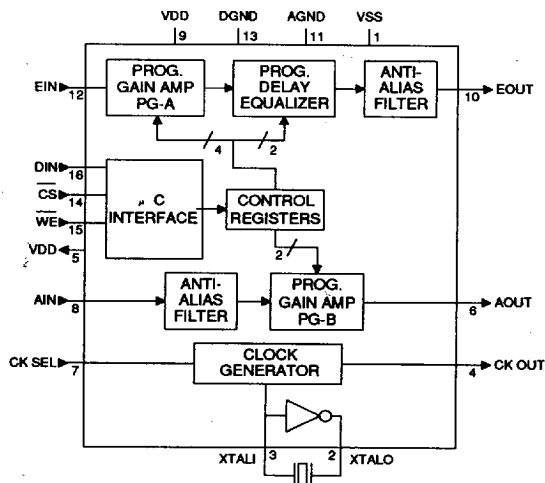 VDD DGND AGND VSS
9 13 11 1
EIN
12
PROG.
GAIN AMP
PG-A
PROG.
DELAY
EQUALIZER
ANTI-
ALIAS
FILTER
EOUT
10
4 2
DIN
16
CS
14
WE
15
VDD
5
μ C
INTERFACE
CONTROL
REGISTERS
2
AIN
8
ANTI-
ALIAS
FILTER
PROG.
GAIN AMP
PG-B
AOUT
6
CK SEL
7
CLOCK
GENERATOR
CK OUT
4
3 2
XTALI XTALO